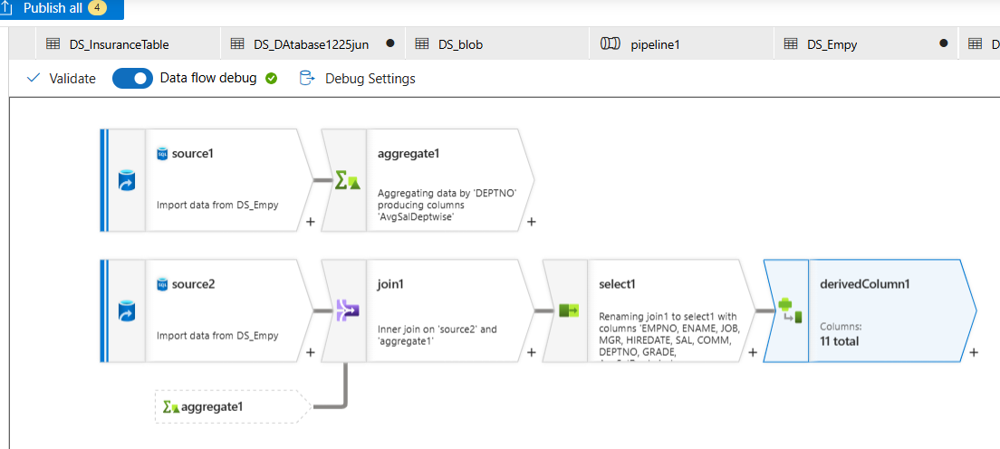 Publish all 4
DS_InsuranceTable DS_DAtabase1225jun DS_blob pipeline1 DS_Empy D
Validate Data flow debug Debug Settings
SQL source1
Import data from DS_Empy
+
aggregate1
Aggregating data by 'DEPTNO'
producing columns
'AvgSalDeptwise'
+
SQL source2
Import data from DS_Empy
+
join1
Inner join on 'source2' and
'aggregate1'
+
select1
Renaming join1 to select1 with
columns 'EMPNO, ENAME, JOB,
MGR, HIREDATE, SAL, COMM,
DEPTNO, GRADE,
+
derivedColumn1
Columns:
11 total
+
aggregate1